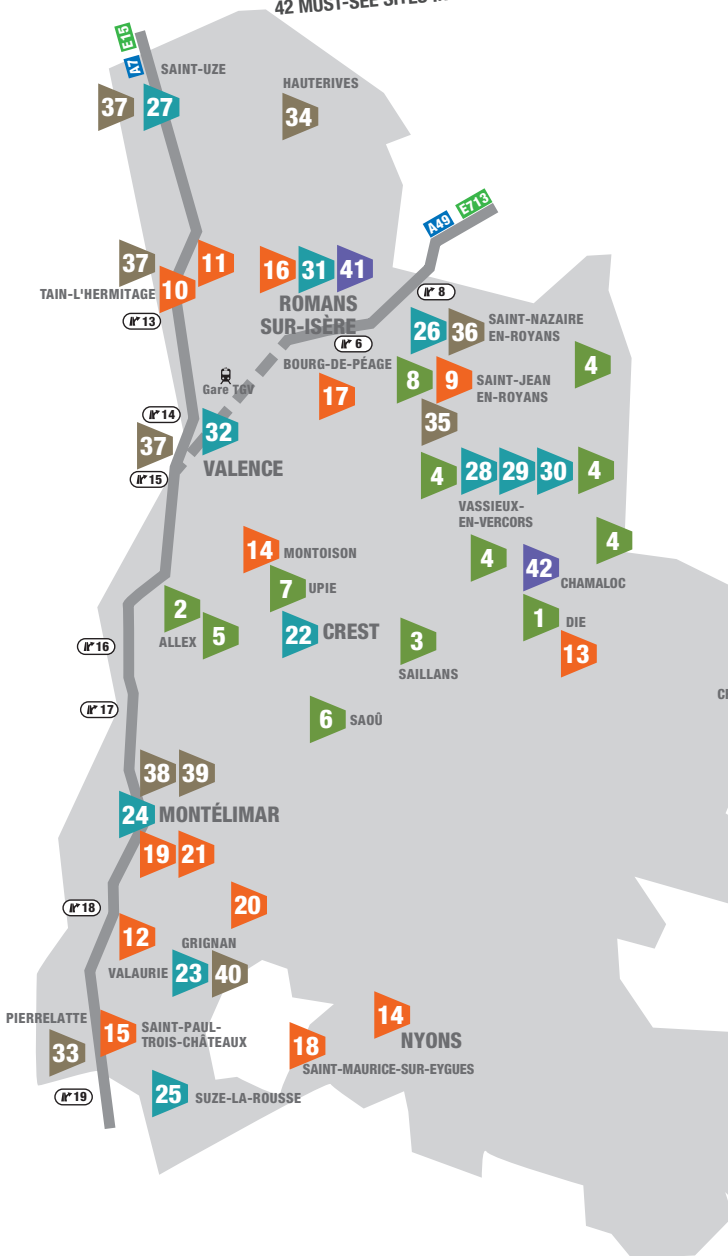 42 MUST-SEE SITES
E15
A7
SAINT-UZE
37
27
HAUTERIVES
34
A49
E713
37
11
10
TAIN-L'HERMITAGE
13
16
31
41
ROMANS
SUR-ISÈRE
8
6
26
36
SAINT-NAZAIRE
EN-ROYANS
BOURG-DE-PÉAGE
17
8
9
SAINT-JEAN
EN-ROYANS
4
35
Gare TGV
14
37
32
15
VALENCE
4
28
29
30
4
VASSIEUX-
EN-VERCORS
4
4
14
MONTOISON
42
CHAMALOC
7
UPIE
2
ALLEX
5
22
CREST
3
SAILLANS
1
DIE
13
16
17
6
SAOÛ
38
39
24
MONTÉLIMAR
19
21
18
20
12
GRIGNAN
VALAURIE
23
40
PIERRELATTE
33
15
SAINT-PAUL-
TROIS-CHÂTEAUX
14
NYONS
18
SAINT-MAURICE-SUR-EYGUES
19
25
SUZE-LA-ROUSSE